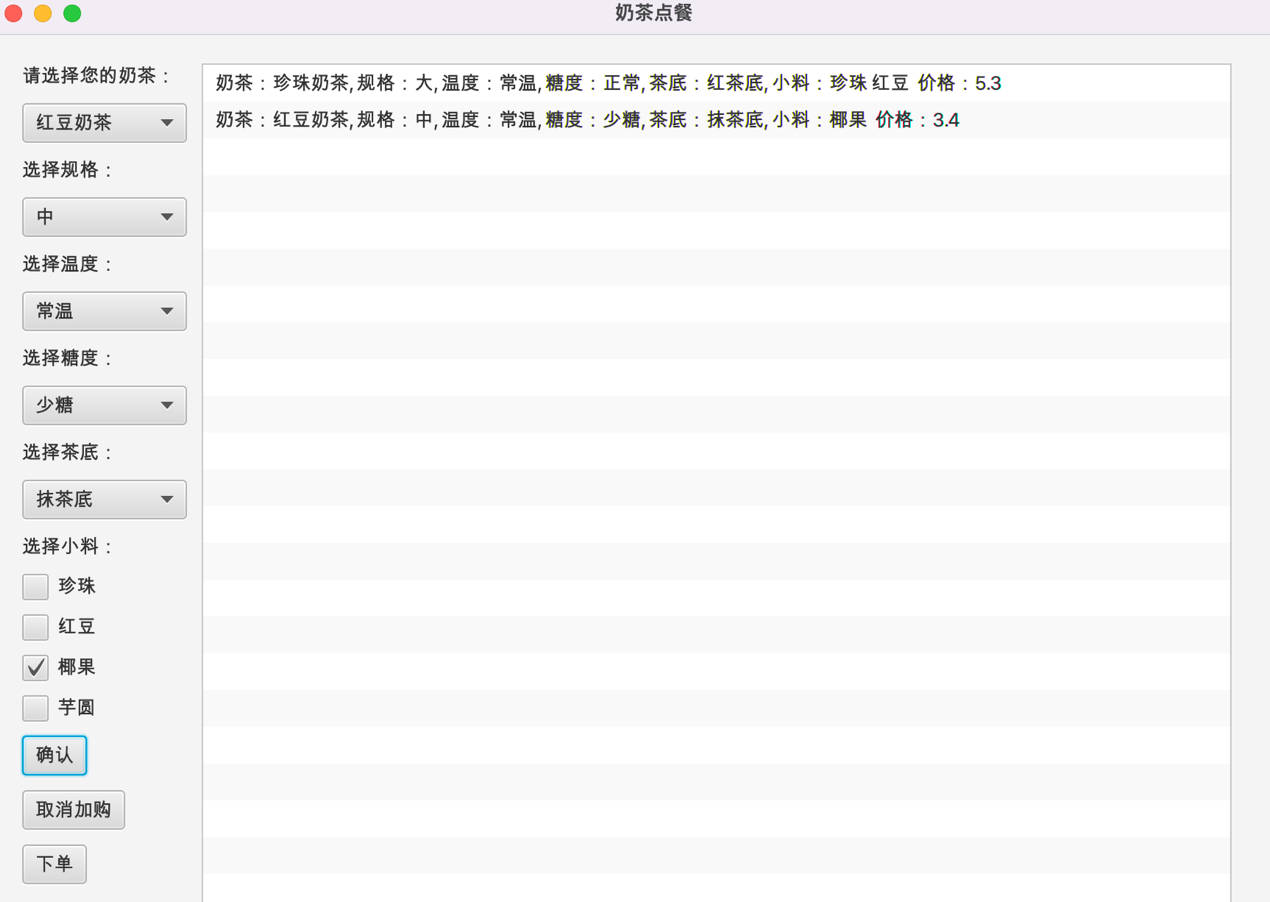 奶茶点餐
请选择您的奶茶：
红豆奶茶
选择规格：
中
选择温度：
常温
选择糖度：
少糖
选择茶底：
抹茶底
选择小料：
珍珠
红豆
椰果
芋圆
确认
取消加购
下单
奶茶：珍珠奶茶,规格：大,温度：常温,糖度：正常,茶底：红茶底,小料：珍珠 红豆 价格：5.3
奶茶：红豆奶茶,规格：中,温度：常温,糖度：少糖,茶底：抹茶底,小料：椰果 价格：3.4